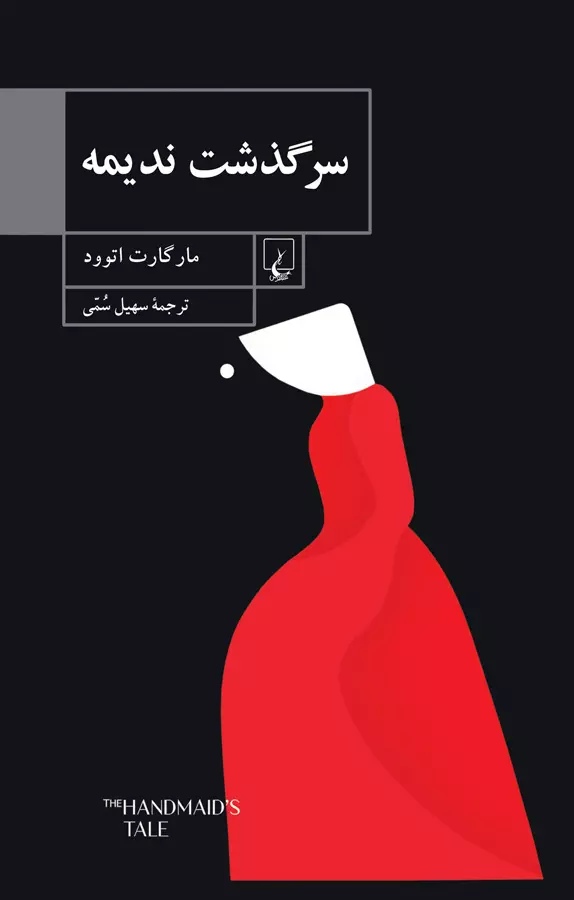 سرگذشت ندیمه
مارگارت اتوود
ترجمهٔ سهیل سُمّی
THE HANDMAID'S
TALE